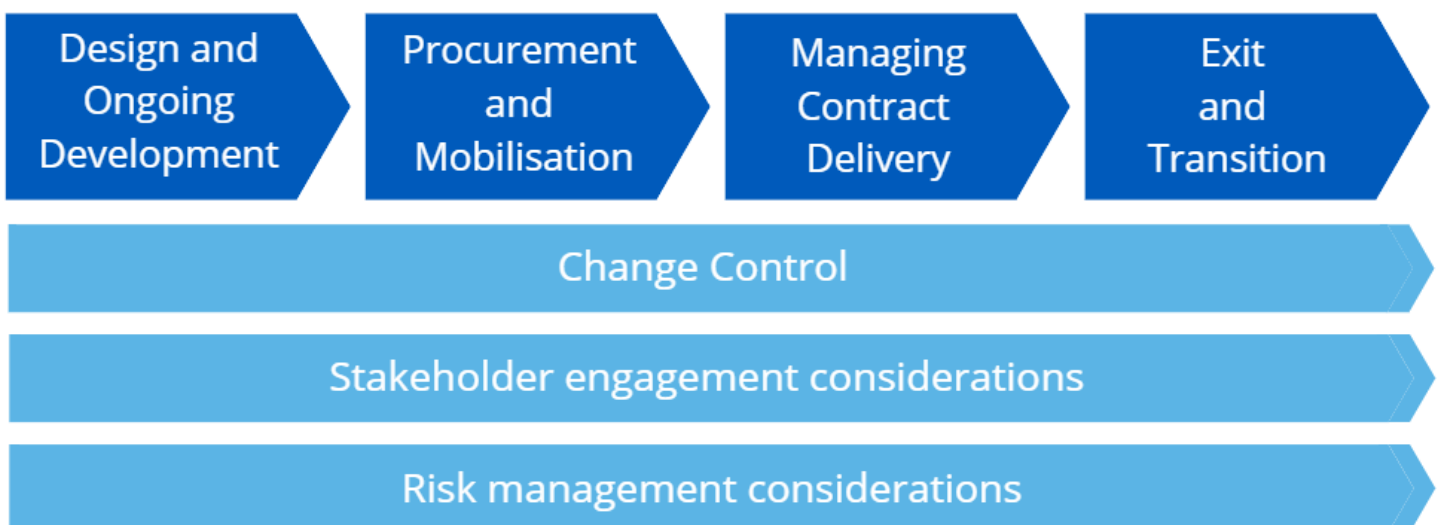 Design and
Ongoing
Development
Procurement
and
Mobilisation
Managing
Contract
Delivery
Exit
and
Transition
Change Control
Stakeholder engagement considerations
Risk management considerations